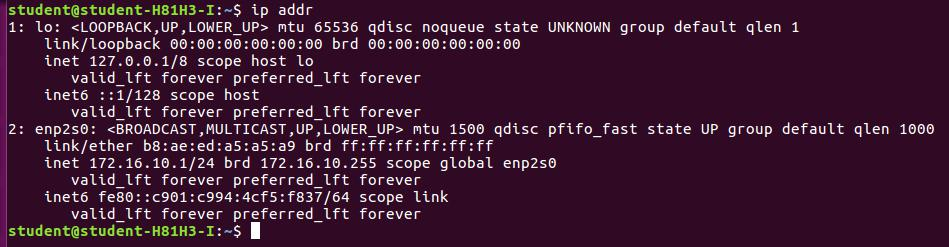 student@student-H81H3-I:~$ ip addr
1: lo: <LOOPBACK,UP,LOWER_UP> mtu 65536 qdisc noqueue state UNKNOWN group default qlen 1
    link/loopback 00:00:00:00:00:00 brd 00:00:00:00:00:00
    inet 127.0.0.1/8 scope host lo
       valid_lft forever preferred_lft forever
    inet6 ::1/128 scope host
       valid_lft forever preferred_lft forever
2: enp2s0: <BROADCAST,MULTICAST,UP,LOWER_UP> mtu 1500 qdisc pfifo_fast state UP group default qlen 1000
    link/ether b8:ae:ed:a5:a5:a9 brd ff:ff:ff:ff:ff:ff
    inet 172.16.10.1/24 brd 172.16.10.255 scope global enp2s0
       valid_lft forever preferred_lft forever
    inet6 fe80::c901:c994:4cf5:f837/64 scope link
       valid_lft forever preferred_lft forever
student@student-H81H3-I:~$